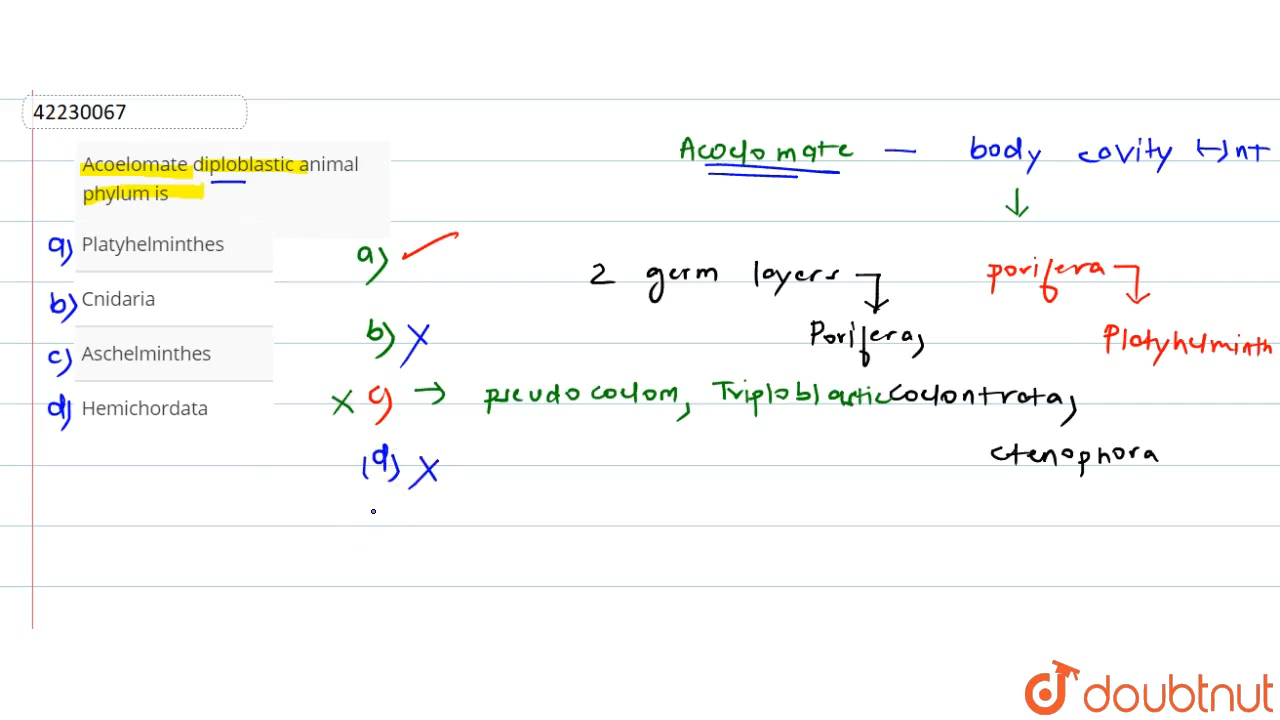 42230067
Acoelomate diploblastic animal
phylum is
a) Platyhelminthes
b) Cnidaria
c) Aschelminthes
d) Hemichordata
Acoelomate — body cavity
a) ✓
2 germ layers
Porifera,
porifera
Platyhelminth
b) X
X c) → pseudocoelom, Triploblastic
coelontrata,
ctenophora
(d) X
doubtnut